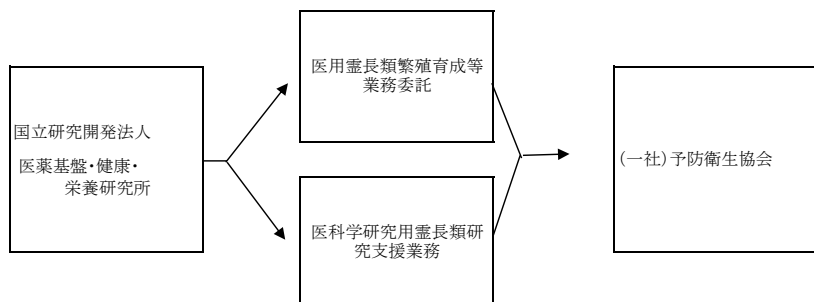 国立研究開発法人
医薬基盤・健康・
栄養研究所
医用霊長類繁殖育成等
業務委託
医科学研究用霊長類研
究支援業務
(一社)予防衛生協会